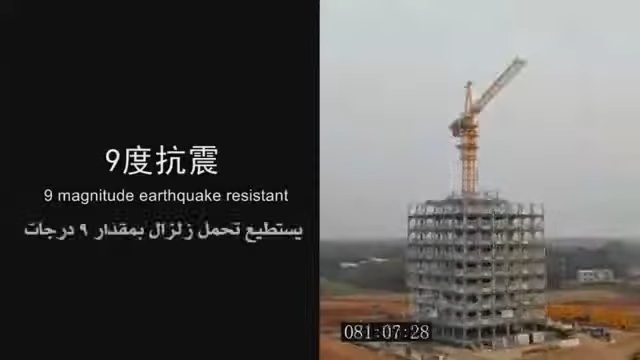 9度抗震
9 magnitude earthquake resistant
يستطيع تحمل زلزال بمقدار ٩ درجات
081:07:28